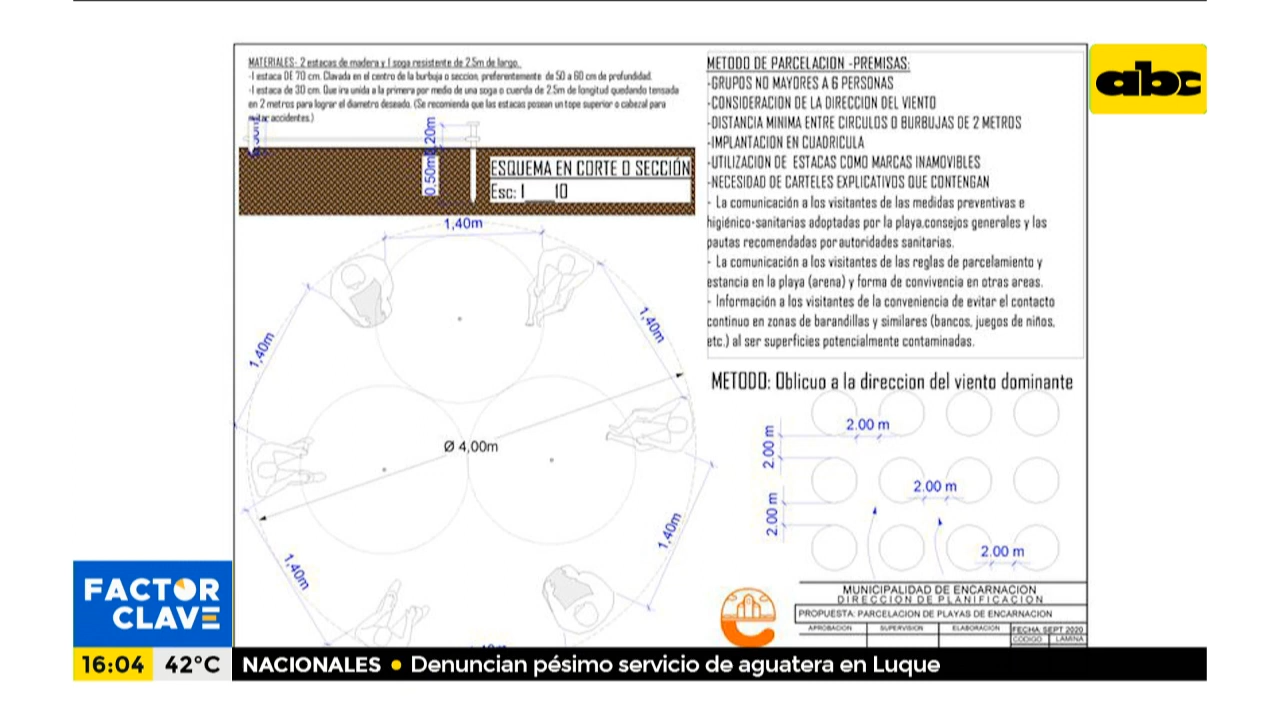 MATERIALES- 2 estacas de madera y 1 soga resistente de 2.5m de largo.
-1 estaca DE 70 cm. Clavada en el centro de la burbuja o seccion, preferentemente de 50 a 60 cm de profundidad.
-1 estaca de 30 cm. Que ira unida a la primera por medio de una soga o cuerda de 2.5m de longitud quedando tensada
en 2 metros para lograr el diametro deseado. (Se recomienda que las estacas posean un tope superior o cabezal para
evitar accidentes.)
0,20m
0,50m
ESQUEMA EN CORTE O SECCIÓN
Esc: 1___10
1,40m
1,40m
1,40m
Ø 4,00m
1,40m
1,40m
METODO DE PARCELACION -PREMISAS:
-GRUPOS NO MAYORES A 6 PERSONAS
-CONSIDERACION DE LA DIRECCION DEL VIENTO
-DISTANCIA MINIMA ENTRE CIRCULOS O BURBUJAS DE 2 METROS
-IMPLANTACION EN CUADRICULA
-UTILIZACION DE ESTACAS COMO MARCAS INAMOVIBLES
-NECESIDAD DE CARTELES EXPLICATIVOS QUE CONTENGAN
- La comunicación a los visitantes de las medidas preventivas e
higiénico-sanitarias adoptadas por la playa,consejos generales y las
pautas recomendadas por autoridades sanitarias.
- La comunicación a los visitantes de las reglas de parcelamiento y
estancia en la playa (arena) y forma de convivencia en otras areas.
- Información a los visitantes de la conveniencia de evitar el contacto
continuo en zonas de barandillas y similares (bancos, juegos de niños,
etc.) al ser superficies potencialmente contaminadas.
METODO: Oblicuo a la direccion del viento dominante
2.00 m
2.00 m
2.00 m
2.00 m
2.00 m
MUNICIPALIDAD DE ENCARNACION
DIRECCION DE PLANIFICACION
PROPUESTA: PARCELACION DE PLAYAS DE ENCARNACION
APROBACION SUPERVISION ELABORACION FECHA SEPT 2020
CODIGO LAMINA
abc
FACTOR
CLAVE
16:04 42°C NACIONALES • Denuncian pésimo servicio de aguatera en Luque